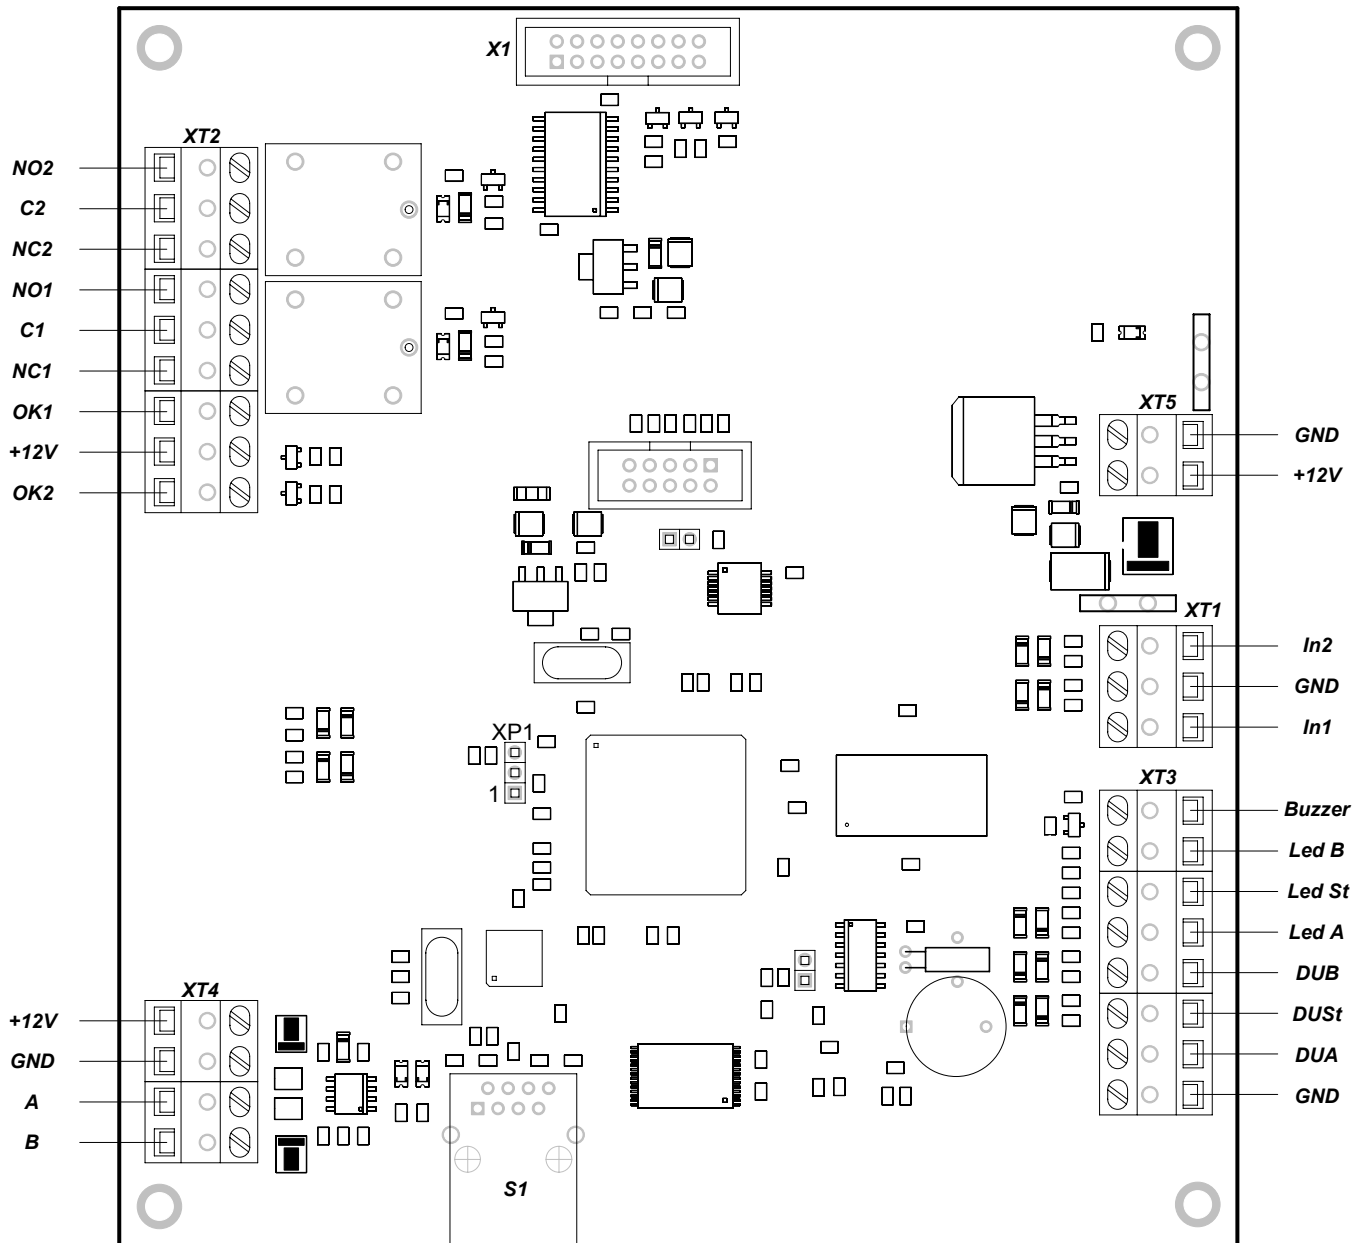 X1
XT2
NO2
C2
NC2
NO1
C1
NC1
OK1
+12V
OK2
XT5
GND
+12V
XT1
In2
GND
In1
XP1
1
XT3
Buzzer
Led B
Led St
Led A
DUB
DUSt
DUA
GND
XT4
+12V
GND
A
B
S1